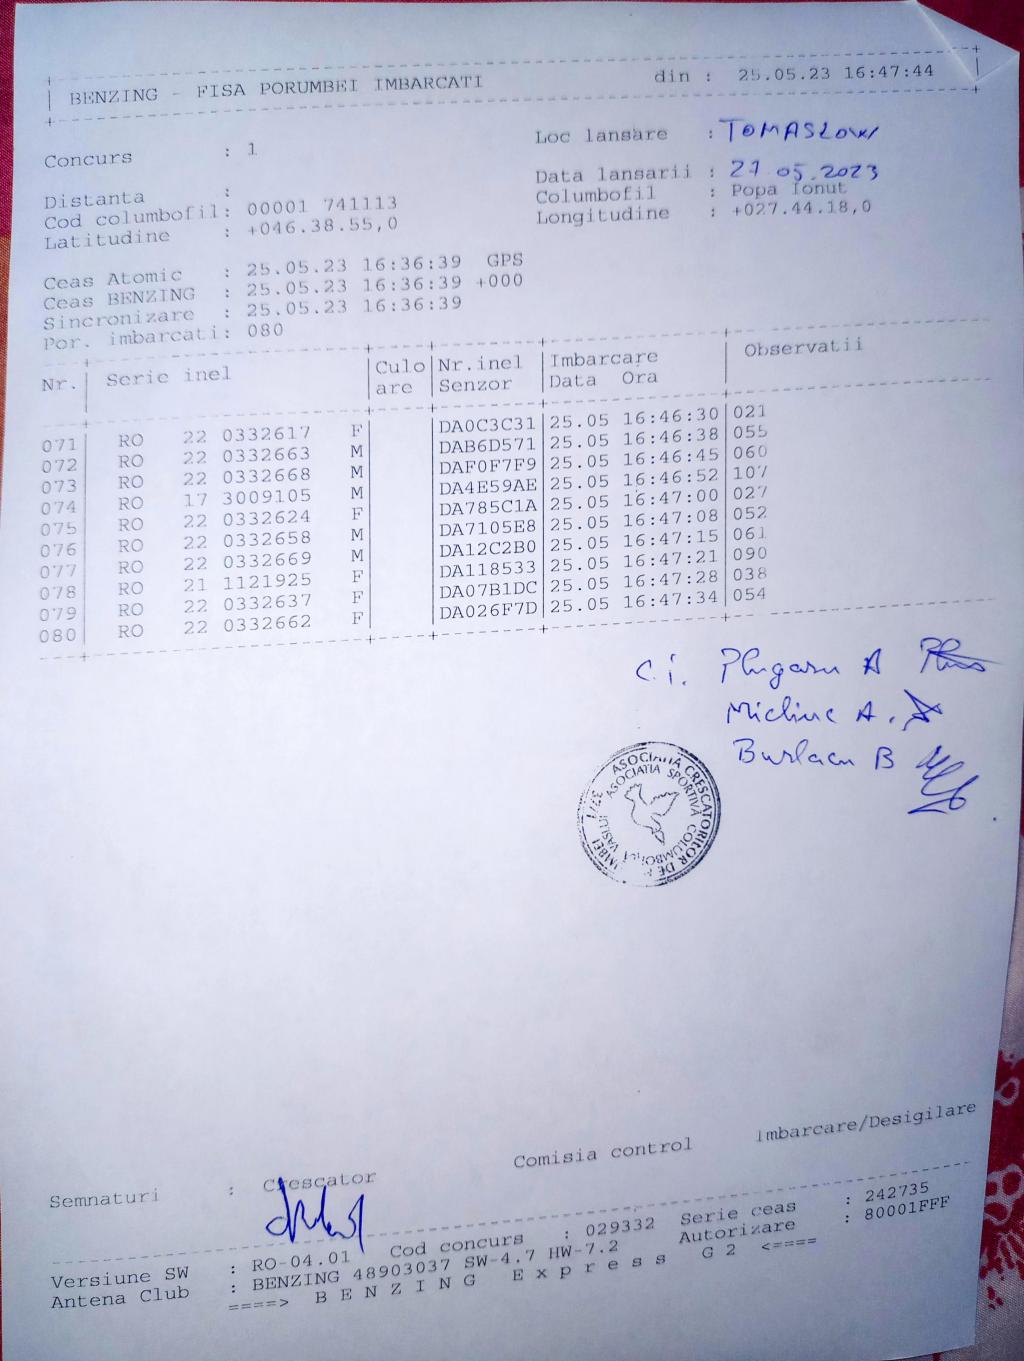 BENZING - FISA PORUMBEI IMBARCATI din : 25.05.23 16:47:44
Concurs : 1 Loc lansare : TOMASZOW
Distanta : Data lansarii : 27 05.2023
Cod columbofil: 00001 741113 Columbofil : Popa Ionut
Latitudine : +046.38.55,0 Longitudine : +027.44.18,0
Ceas Atomic : 25.05.23 16:36:39 GPS
Ceas BENZING : 25.05.23 16:36:39 +000
Sincronizare : 25.05.23 16:36:39
Por. imbarcati: 080
Nr. Serie inel Culo Nr.inel Imbarcare Observatii
are Senzor Data Ora
071 RO 22 0332617 F DA0C3C31 25.05 16:46:30 021
072 RO 22 0332663 M DAB6D571 25.05 16:46:38 055
073 RO 22 0332668 M DAF0F7F9 25.05 16:46:45 060
074 RO 17 3009105 M DA4E59AE 25.05 16:46:52 107
075 RO 22 0332624 F DA785C1A 25.05 16:47:00 027
076 RO 22 0332658 M DA7105E8 25.05 16:47:08 052
077 RO 22 0332669 M DA12C2B0 25.05 16:47:15 061
078 RO 21 1121925 F DA118533 25.05 16:47:21 090
079 RO 22 0332637 F DA07B1DC 25.05 16:47:28 038
080 RO 22 0332662 F DA026F7D 25.05 16:47:34 054
C.i. Plugaru A
A.
Burlacu B
ASOCIATIA CRESCATORILOR DE
ASOCIATIA SPORTIVĂ VASLUI
Semnaturi : Crescator Comisia control Imbarcare/Desigilare
Versiune SW : RO-04.01 Cod concurs : 029332 Serie ceas : 242735
Antena Club : BENZING 48903037 SW-4.7 HW-7.2 Autorizare : 80001FFF
====> B E N Z I N G E x p r e s s G 2 <====